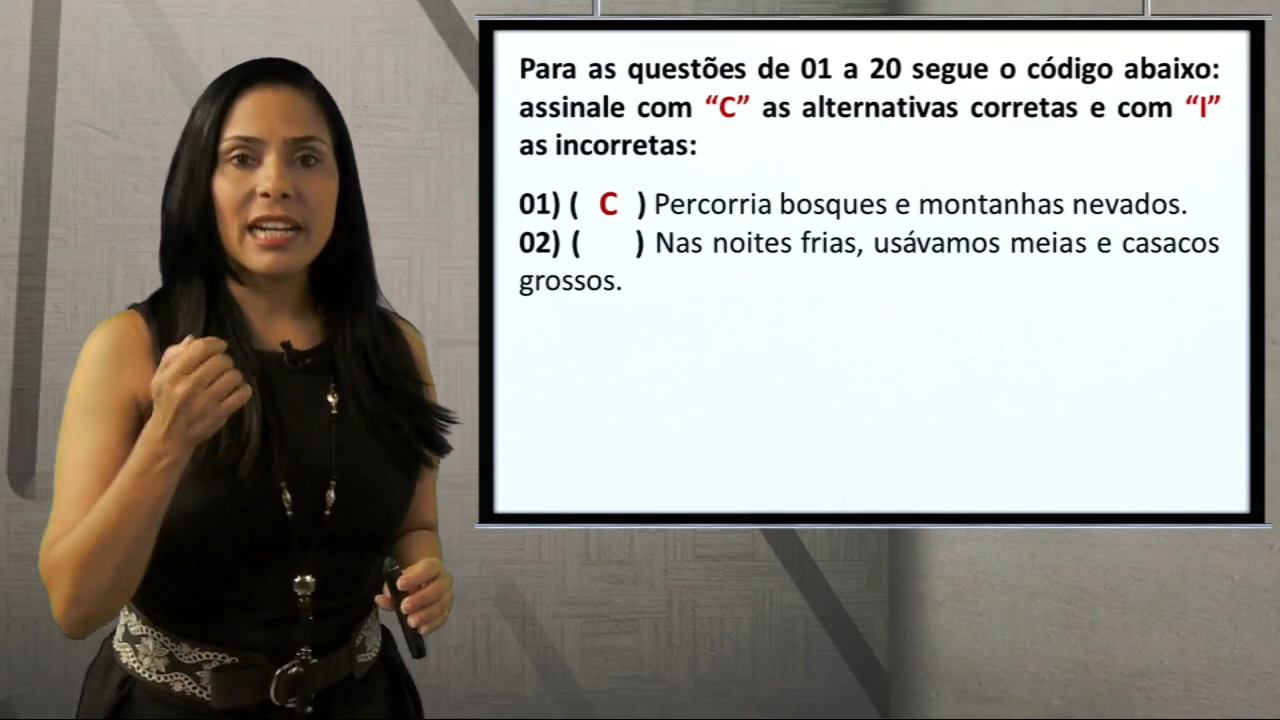 Para as questões de 01 a 20 segue o código abaixo:
assinale com “C” as alternativas corretas e com “I”
as incorretas:
01) ( C ) Percorria bosques e montanhas nevados.
02) ( ) Nas noites frias, usávamos meias e casacos
grossos.